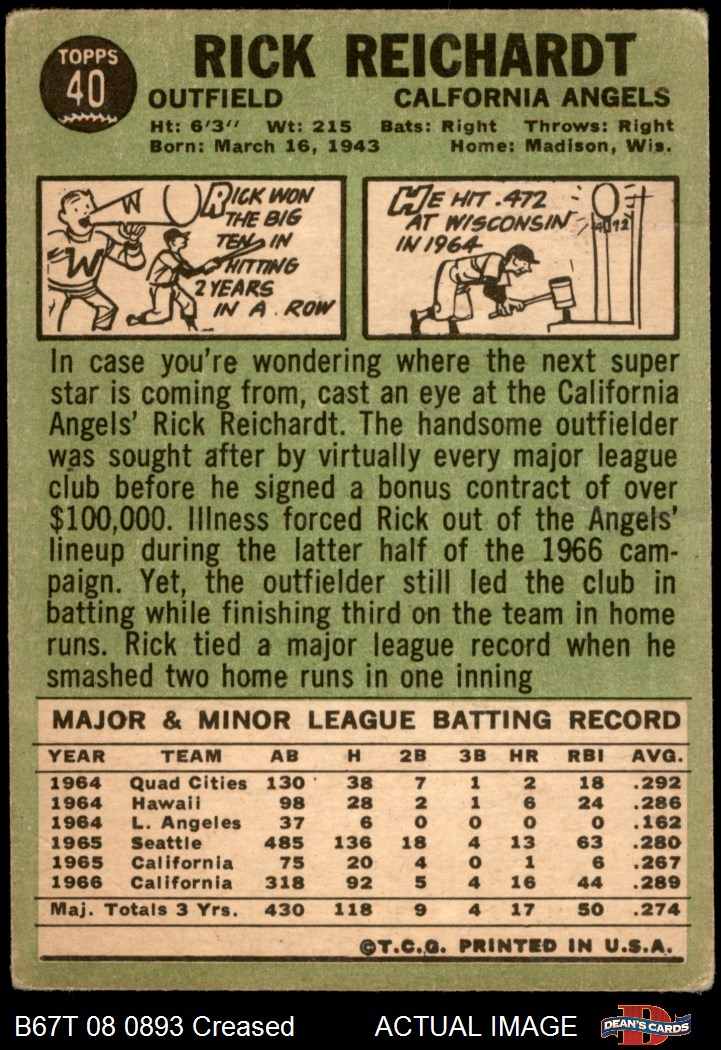 TOPPS
40
RICK REICHARDT
OUTFIELD CALFORNIA ANGELS
Ht: 6'3" Wt: 215 Bats: Right Throws: Right
Born: March 16, 1943 Home: Madison, Wis.
W
W
RICK WON
THE BIG
TEN IN
HITTING
2 YEARS
IN A ROW
HE HIT .472
AT WISCONSIN
IN 1964
In case you're wondering where the next super
star is coming from, cast an eye at the California
Angels' Rick Reichardt. The handsome outfielder
was sought after by virtually every major league
club before he signed a bonus contract of over
$100,000. Illness forced Rick out of the Angels'
lineup during the latter half of the 1966 cam-
paign. Yet, the outfielder still led the club in
batting while finishing third on the team in home
runs. Rick tied a major league record when he
smashed two home runs in one inning
MAJOR & MINOR LEAGUE BATTING RECORD
YEAR TEAM AB H 2B 3B HR RBI AVG.
1964 Quad Cities 130 38 7 1 2 18 .292
1964 Hawaii 98 28 2 1 6 24 .286
1964 L. Angeles 37 6 0 0 0 0 .162
1965 Seattle 485 136 18 4 13 63 .280
1965 California 75 20 4 0 1 6 .267
1966 California 318 92 5 4 16 44 .289
Maj. Totals 3 Yrs. 430 118 9 4 17 50 .274
©T.C.G. PRINTED IN U.S.A.
B67T 08 0893 Creased ACTUAL IMAGE
D
DEAN'S CARDS